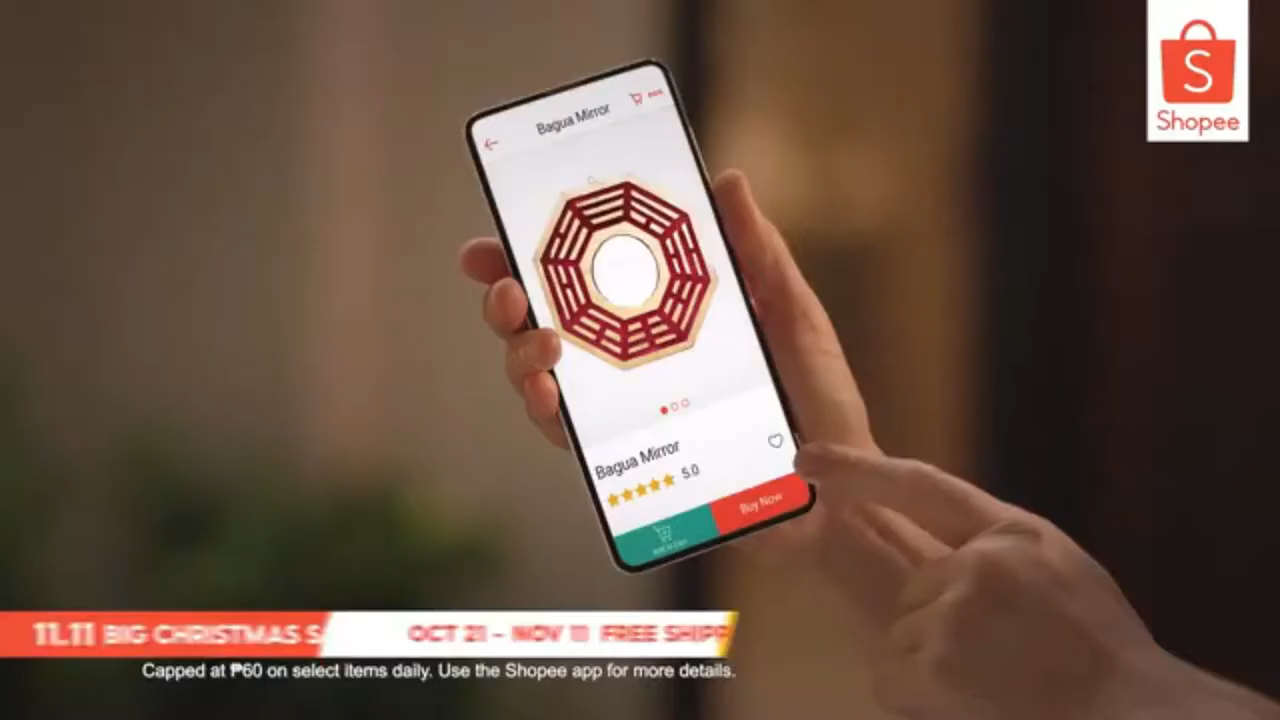 S
Shopee
Bagua Mirror
Bagua Mirror
5.0
Buy Now
11.11 BIG CHRISTMAS S
OCT 21 - NOV 11 FREE SHIPP
Capped at ₱60 on select items daily. Use the Shopee app for more details.